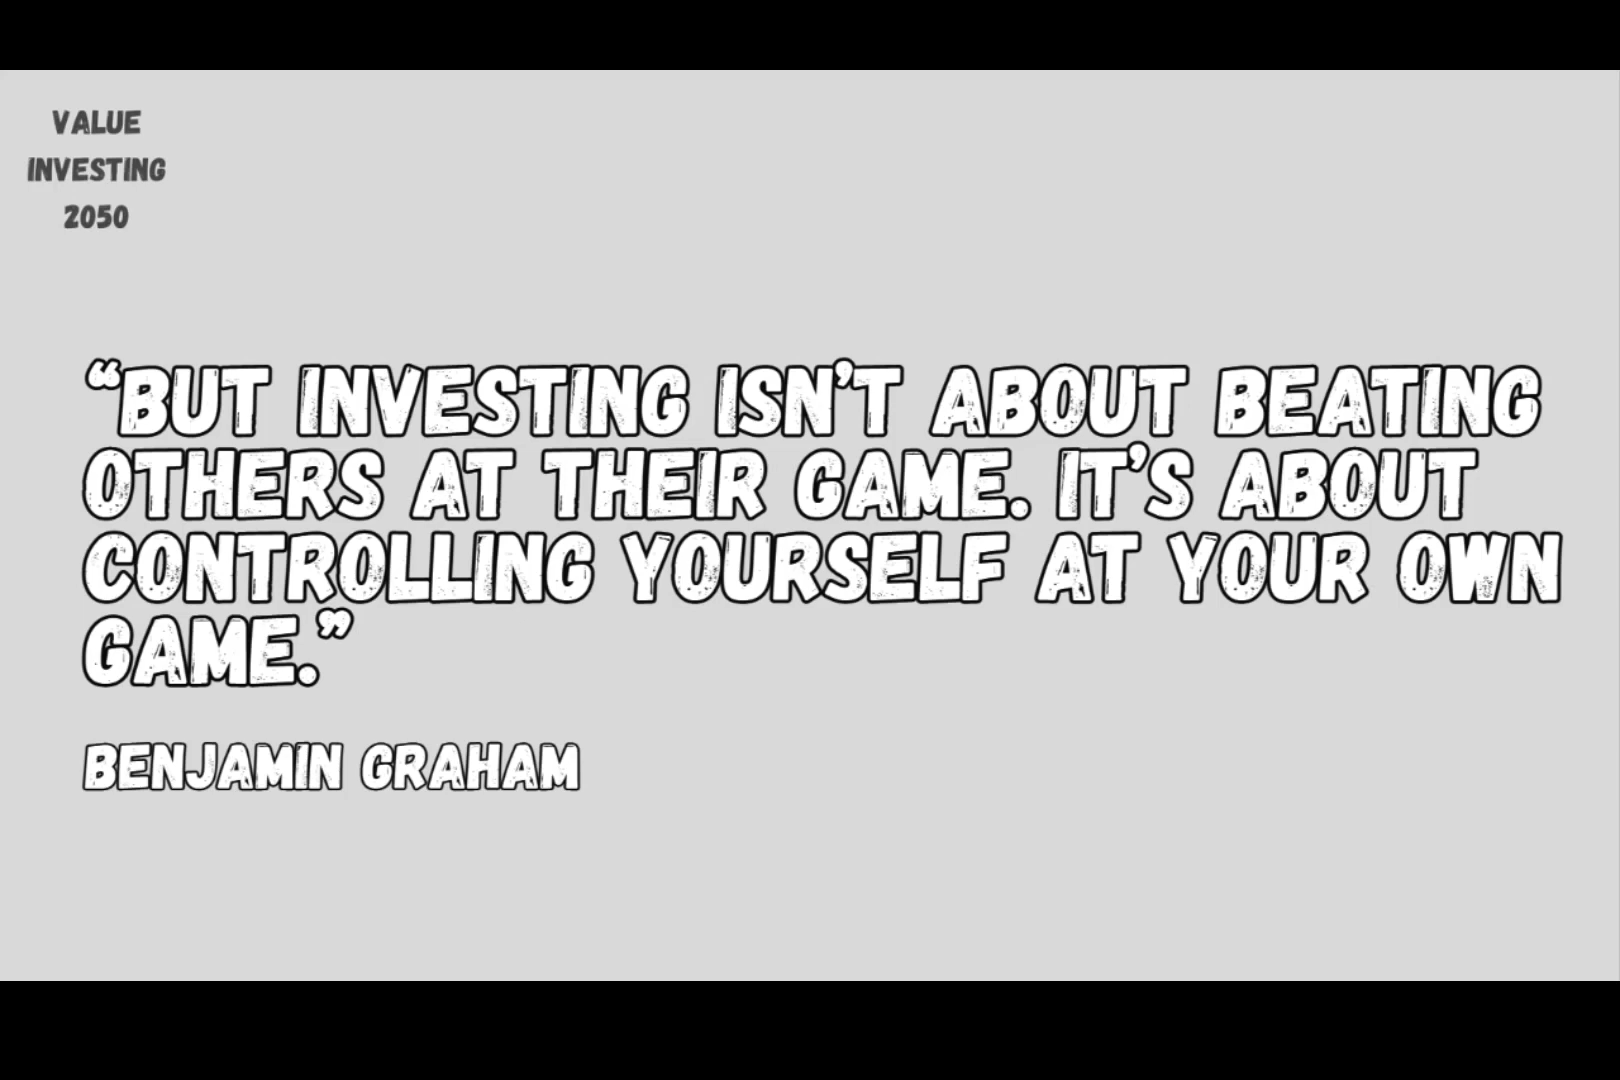 VALUE
INVESTING
2050
“BUT INVESTING ISN’T ABOUT BEATING
OTHERS AT THEIR GAME. IT’S ABOUT
CONTROLLING YOURSELF AT YOUR OWN
GAME.”
BENJAMIN GRAHAM